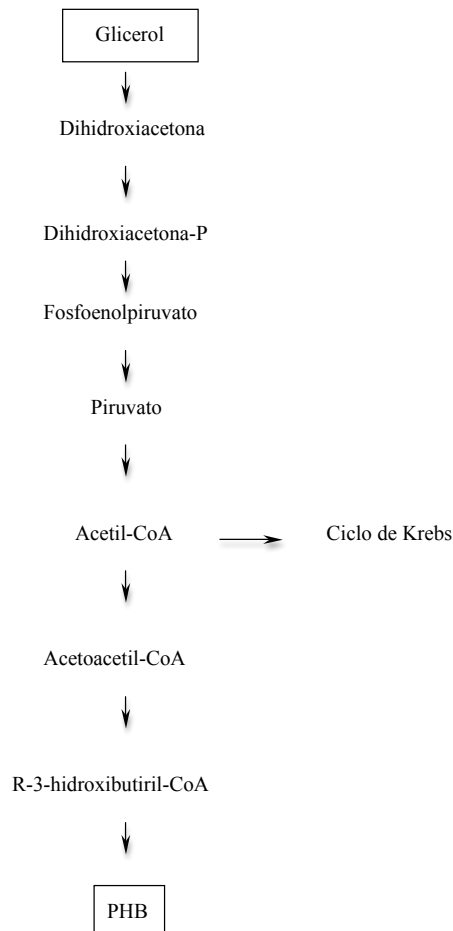 Glicerol
Dihidroxiacetona
Dihidroxiacetona-P
Fosfoenolpiruvato
Piruvato
Acetil-CoA Ciclo de Krebs
Acetoacetil-CoA
R-3-hidroxibutiril-CoA
PHB